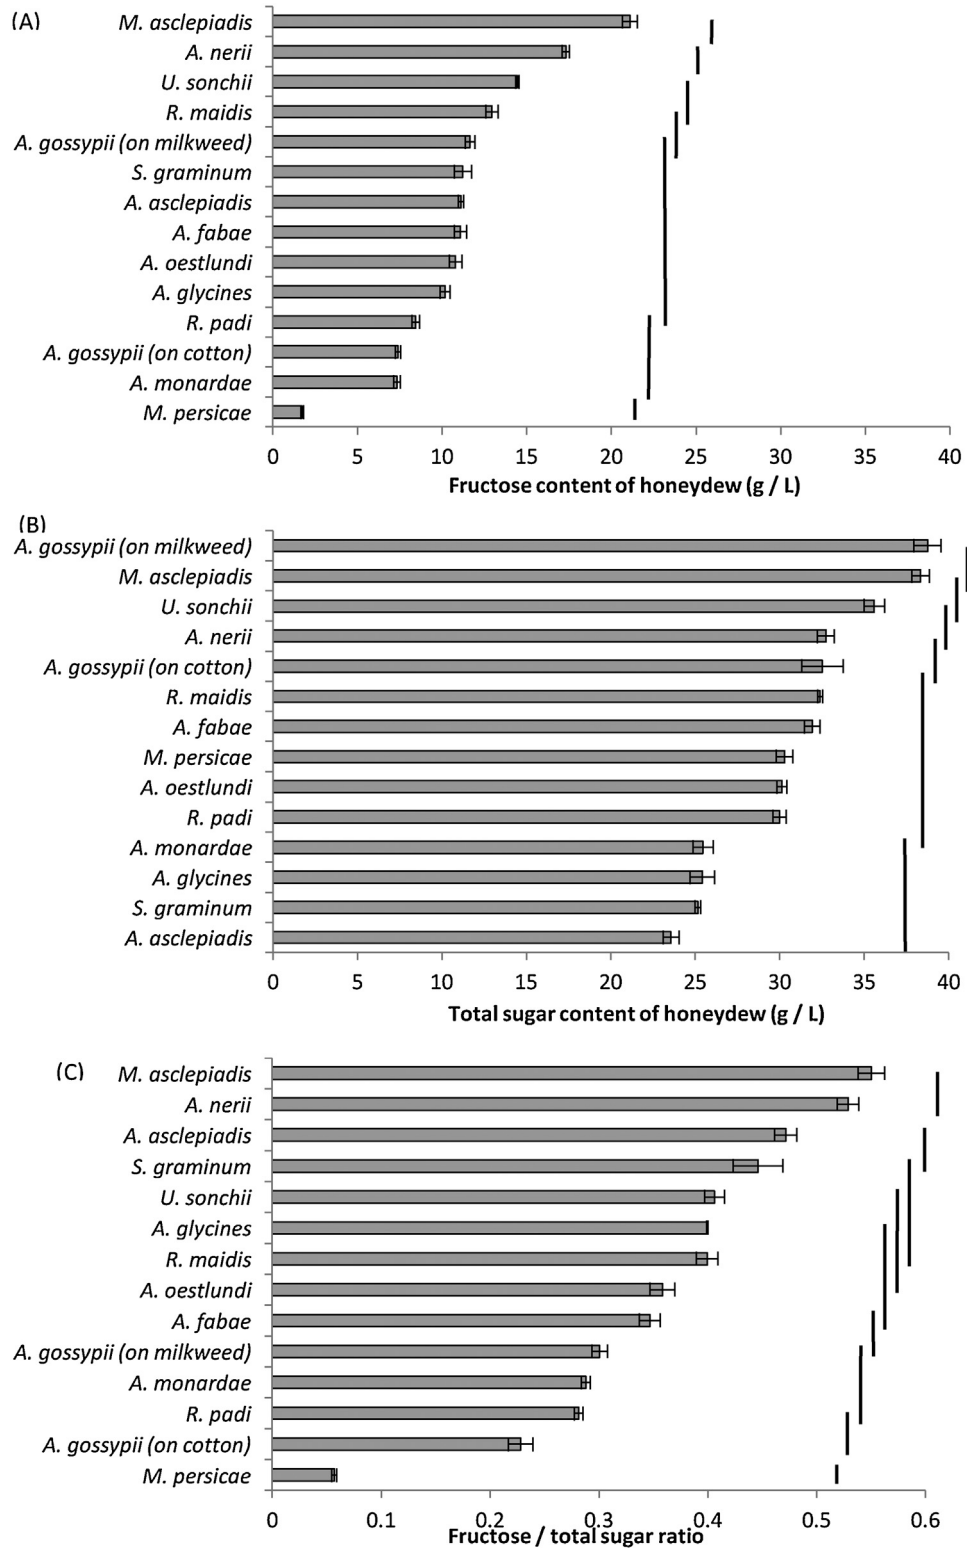 (A)
M. asclepiadis
A. nerii
U. sonchii
R. maidis
A. gossypii (on milkweed)
S. graminum
A. asclepiadis
A. fabae
A. oestlundi
A. glycines
R. padi
A. gossypii (on cotton)
A. monardae
M. persicae
0 5 10 15 20 25 30 35 40
Fructose content of honeydew (g / L)
(B)
A. gossypii (on milkweed)
M. asclepiadis
U. sonchii
A. nerii
A. gossypii (on cotton)
R. maidis
A. fabae
M. persicae
A. oestlundi
R. padi
A. monardae
A. glycines
S. graminum
A. asclepiadis
0 5 10 15 20 25 30 35 40
Total sugar content of honeydew (g / L)
(C)
M. asclepiadis
A. nerii
A. asclepiadis
S. graminum
U. sonchii
A. glycines
R. maidis
A. oestlundi
A. fabae
A. gossypii (on milkweed)
A. monardae
R. padi
A. gossypii (on cotton)
M. persicae
0 0.1 0.2 0.3 0.4 0.5 0.6
Fructose / total sugar ratio